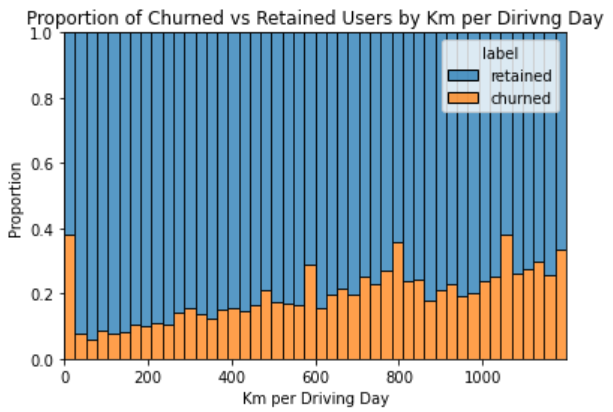 Proportion of Churned vs Retained Users by Km per Dirivng Day
label
retained
churned
Proportion
1.0
0.8
0.6
0.4
0.2
0.0
0 200 400 600 800 1000
Km per Driving Day